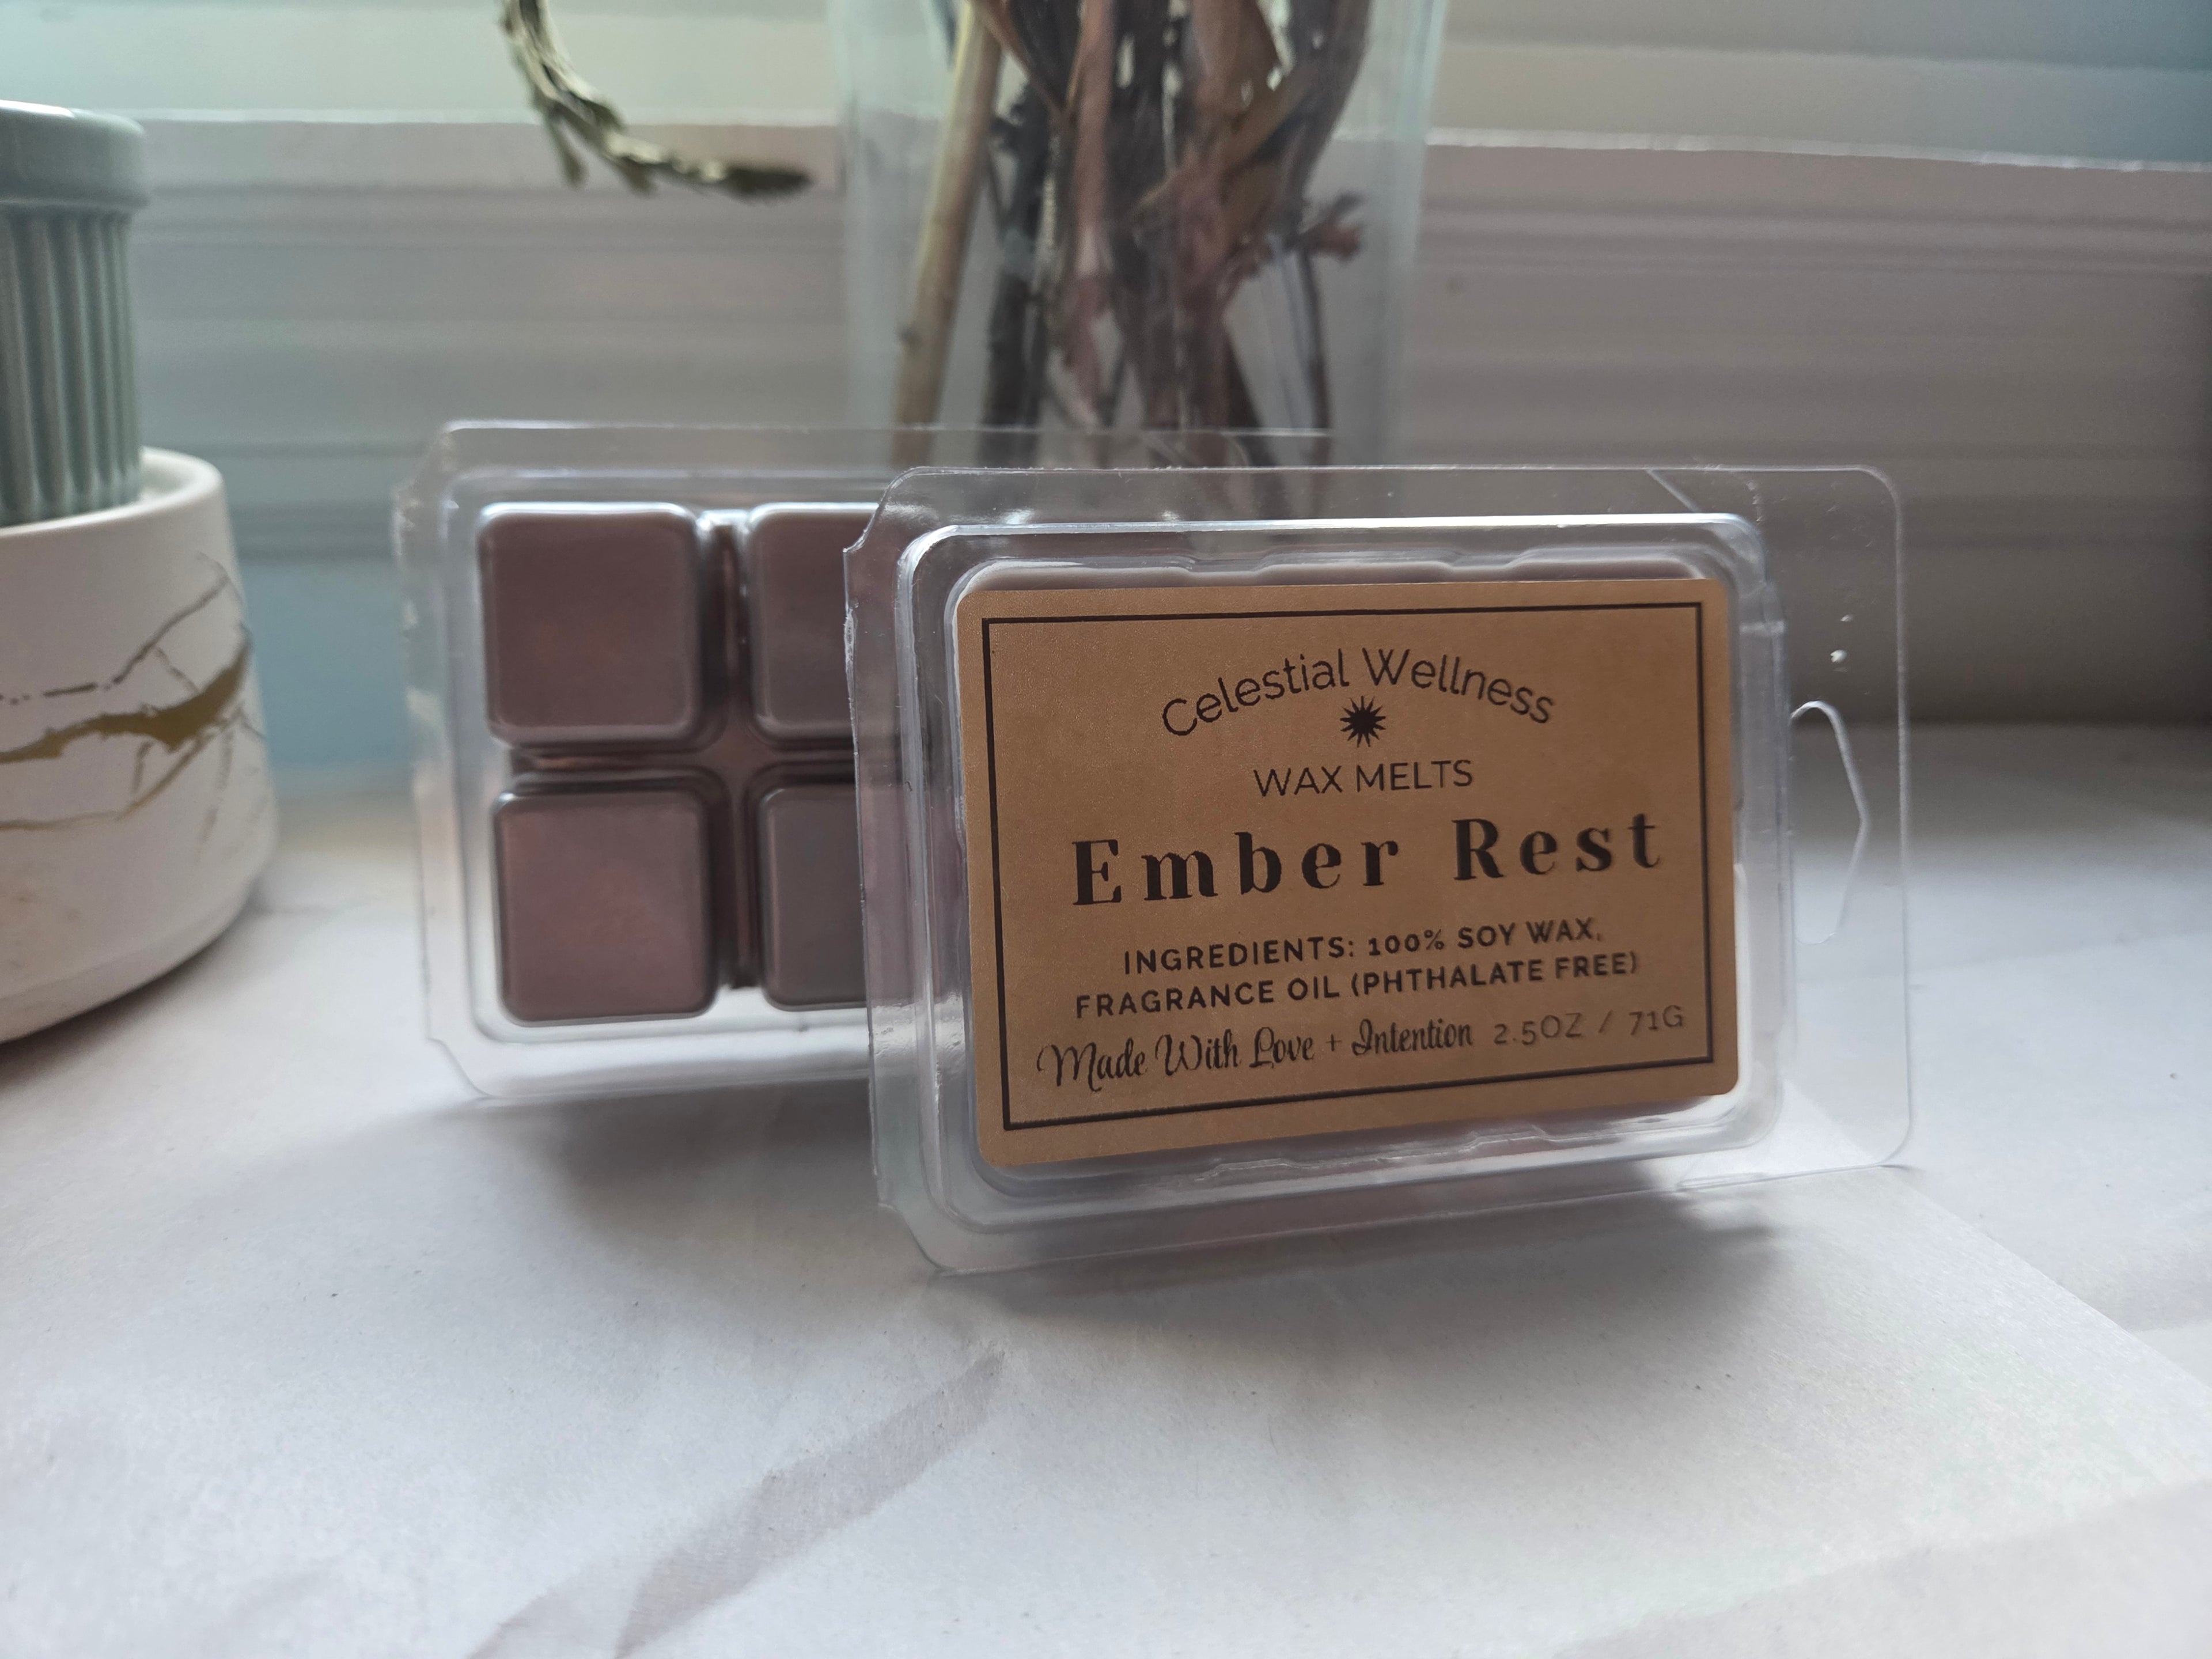 Celestial Wellness
WAX MELTS
Ember Rest
INGREDIENTS: 100% SOY WAX,
FRAGRANCE OIL (PHTHALATE FREE)
Made With Love + Intention 2.5OZ / 71G